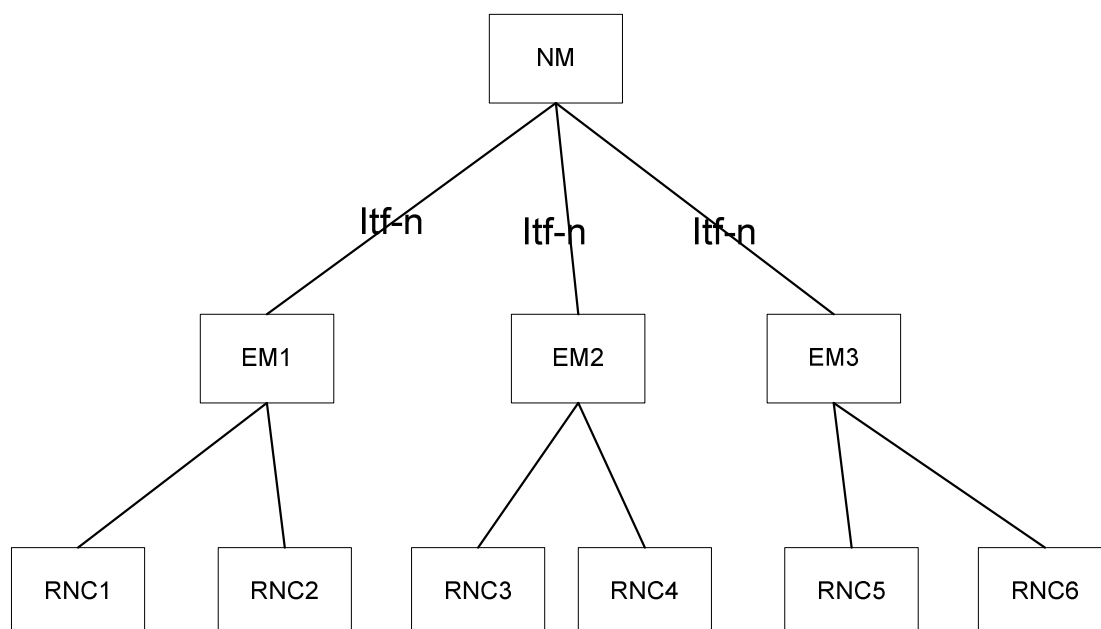 NM
Itf-n
Itf-n
Itf-n
EM1
EM2
EM3
RNC1
RNC2
RNC3
RNC4
RNC5
RNC6